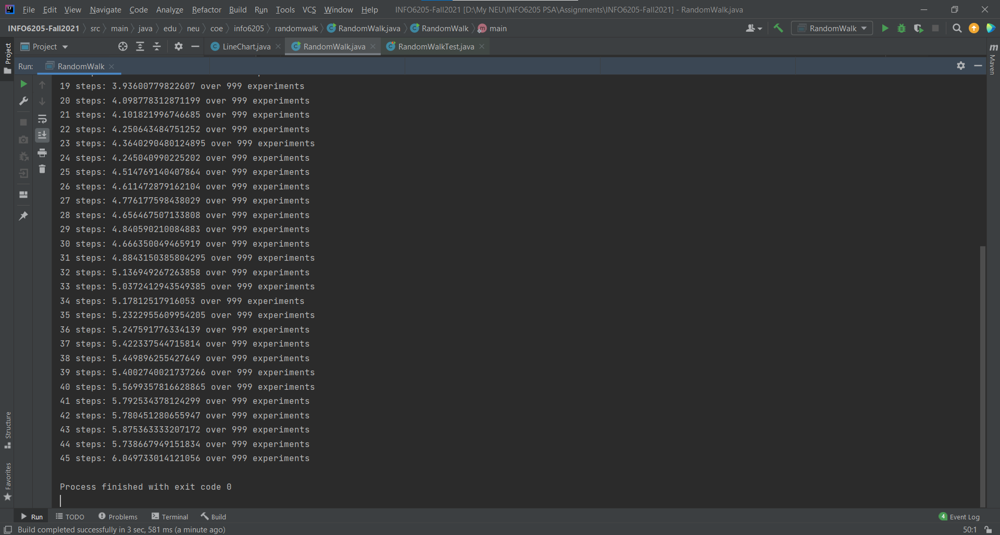 File Edit View Navigate Code Analyze Refactor Build Run Tools VCS Window Help INFO6205-Fall2021 [D:\My NEU\INFO6205 PSA\Assignments\INFO6205-Fall2021] - RandomWalk.java
INFO6205-Fall2021 src main java edu neu coe info6205 randomwalk RandomWalk.java RandomWalk main RandomWalk
Project LineChart.java RandomWalk.java RandomWalkTest.java
Project
Maven
Run: RandomWalk
19 steps: 3.93600779822607 over 999 experiments
20 steps: 4.098778312871199 over 999 experiments
21 steps: 4.101821996746685 over 999 experiments
22 steps: 4.250643484751252 over 999 experiments
23 steps: 4.3640290480124895 over 999 experiments
24 steps: 4.245040990225202 over 999 experiments
25 steps: 4.514769140407864 over 999 experiments
26 steps: 4.611472879162104 over 999 experiments
27 steps: 4.776177598438029 over 999 experiments
28 steps: 4.656467507133808 over 999 experiments
29 steps: 4.840590210084883 over 999 experiments
30 steps: 4.666350049465919 over 999 experiments
31 steps: 4.8843150385804295 over 999 experiments
32 steps: 5.136949267263858 over 999 experiments
33 steps: 5.0372412943549385 over 999 experiments
34 steps: 5.17812517916053 over 999 experiments
35 steps: 5.2322955609954205 over 999 experiments
36 steps: 5.247591776334139 over 999 experiments
37 steps: 5.422337544715814 over 999 experiments
38 steps: 5.449896255427649 over 999 experiments
39 steps: 5.4002740021737266 over 999 experiments
40 steps: 5.5699357816628865 over 999 experiments
41 steps: 5.792534378124299 over 999 experiments
42 steps: 5.780451280655947 over 999 experiments
43 steps: 5.875363333207172 over 999 experiments
44 steps: 5.738667949151834 over 999 experiments
45 steps: 6.049733014121056 over 999 experiments
Process finished with exit code 0
Structure
Favorites
Run TODO Problems Terminal Build 4 Event Log
Build completed successfully in 3 sec, 581 ms (a minute ago) 50:1